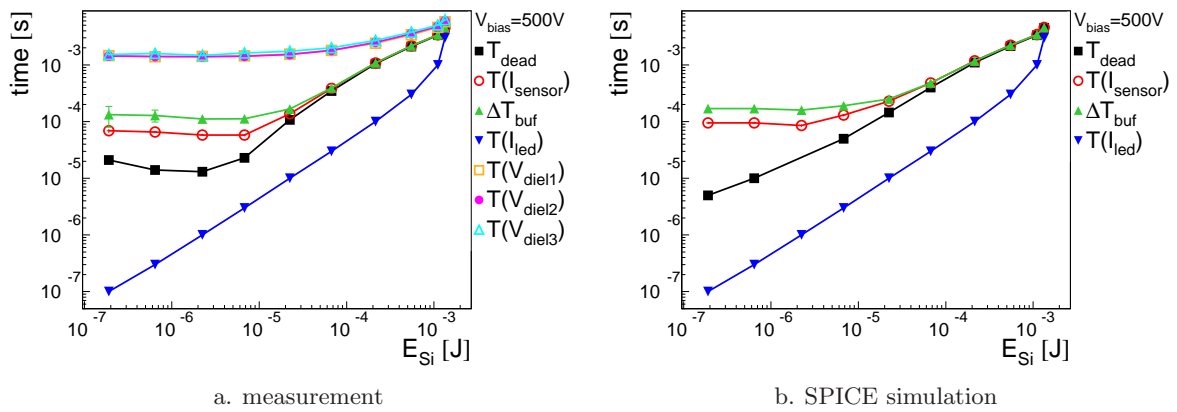 time [s]
10^-3
10^-4
10^-5
10^-6
10^-7
10^-7 10^-6 10^-5 10^-4 10^-3
E_Si [J]
V_bias=500V
T_dead
T(I_sensor)
ΔT_buf
T(I_led)
T(V_diel1)
T(V_diel2)
T(V_diel3)
a. measurement
time [s]
10^-3
10^-4
10^-5
10^-6
10^-7
10^-7 10^-6 10^-5 10^-4 10^-3
E_Si [J]
V_bias=500V
T_dead
T(I_sensor)
ΔT_buf
T(I_led)
b. SPICE simulation